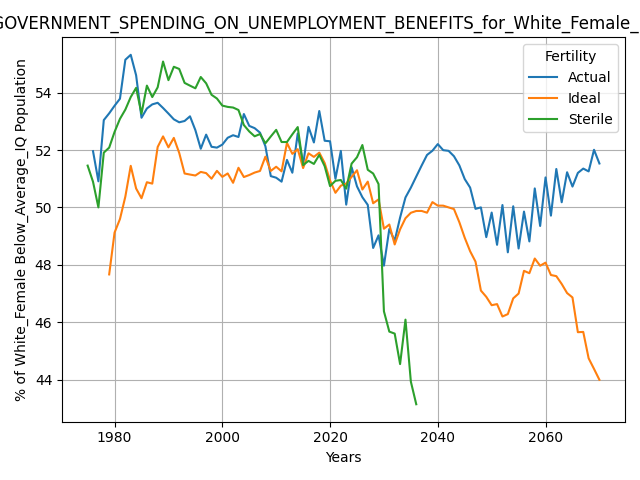 GOVERNMENT_SPENDING_ON_UNEMPLOYMENT_BENEFITS_for_White_Female_
Fertility
Actual
Ideal
Sterile
% of White_Female Below_Average_IQ Population
54
52
50
48
46
44
1980
2000
2020
2040
2060
Years